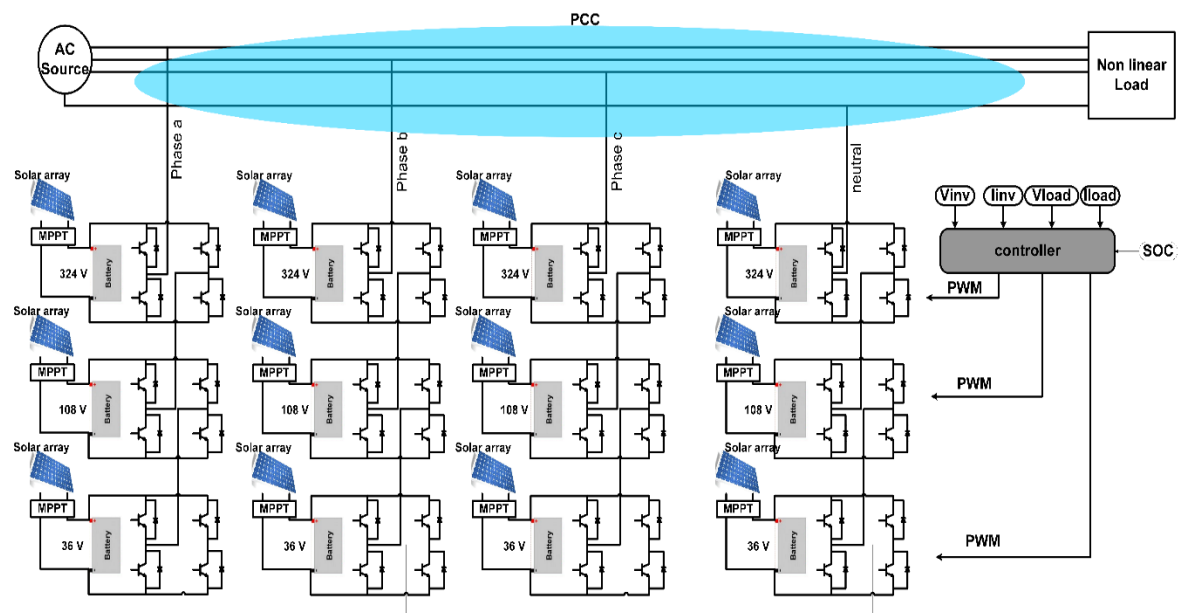 PCC
AC
Source
Non linear
Load
Phase a
Phase b
Phase c
neutral
Solar array
Solar array
Solar array
Solar array
Vinv
Iinv
Vload
Iload
MPPT
MPPT
MPPT
MPPT
controller
SOC
324 V
Battery
324 V
Battery
324 V
Battery
324 V
Battery
PWM
Solar array
Solar array
Solar array
Solar array
MPPT
MPPT
MPPT
MPPT
108 V
Battery
108 V
Battery
108 V
Battery
108 V
Battery
PWM
Solar array
Solar array
Solar array
Solar array
MPPT
MPPT
MPPT
MPPT
36 V
Battery
36 V
Battery
36 V
Battery
36 V
Battery
PWM